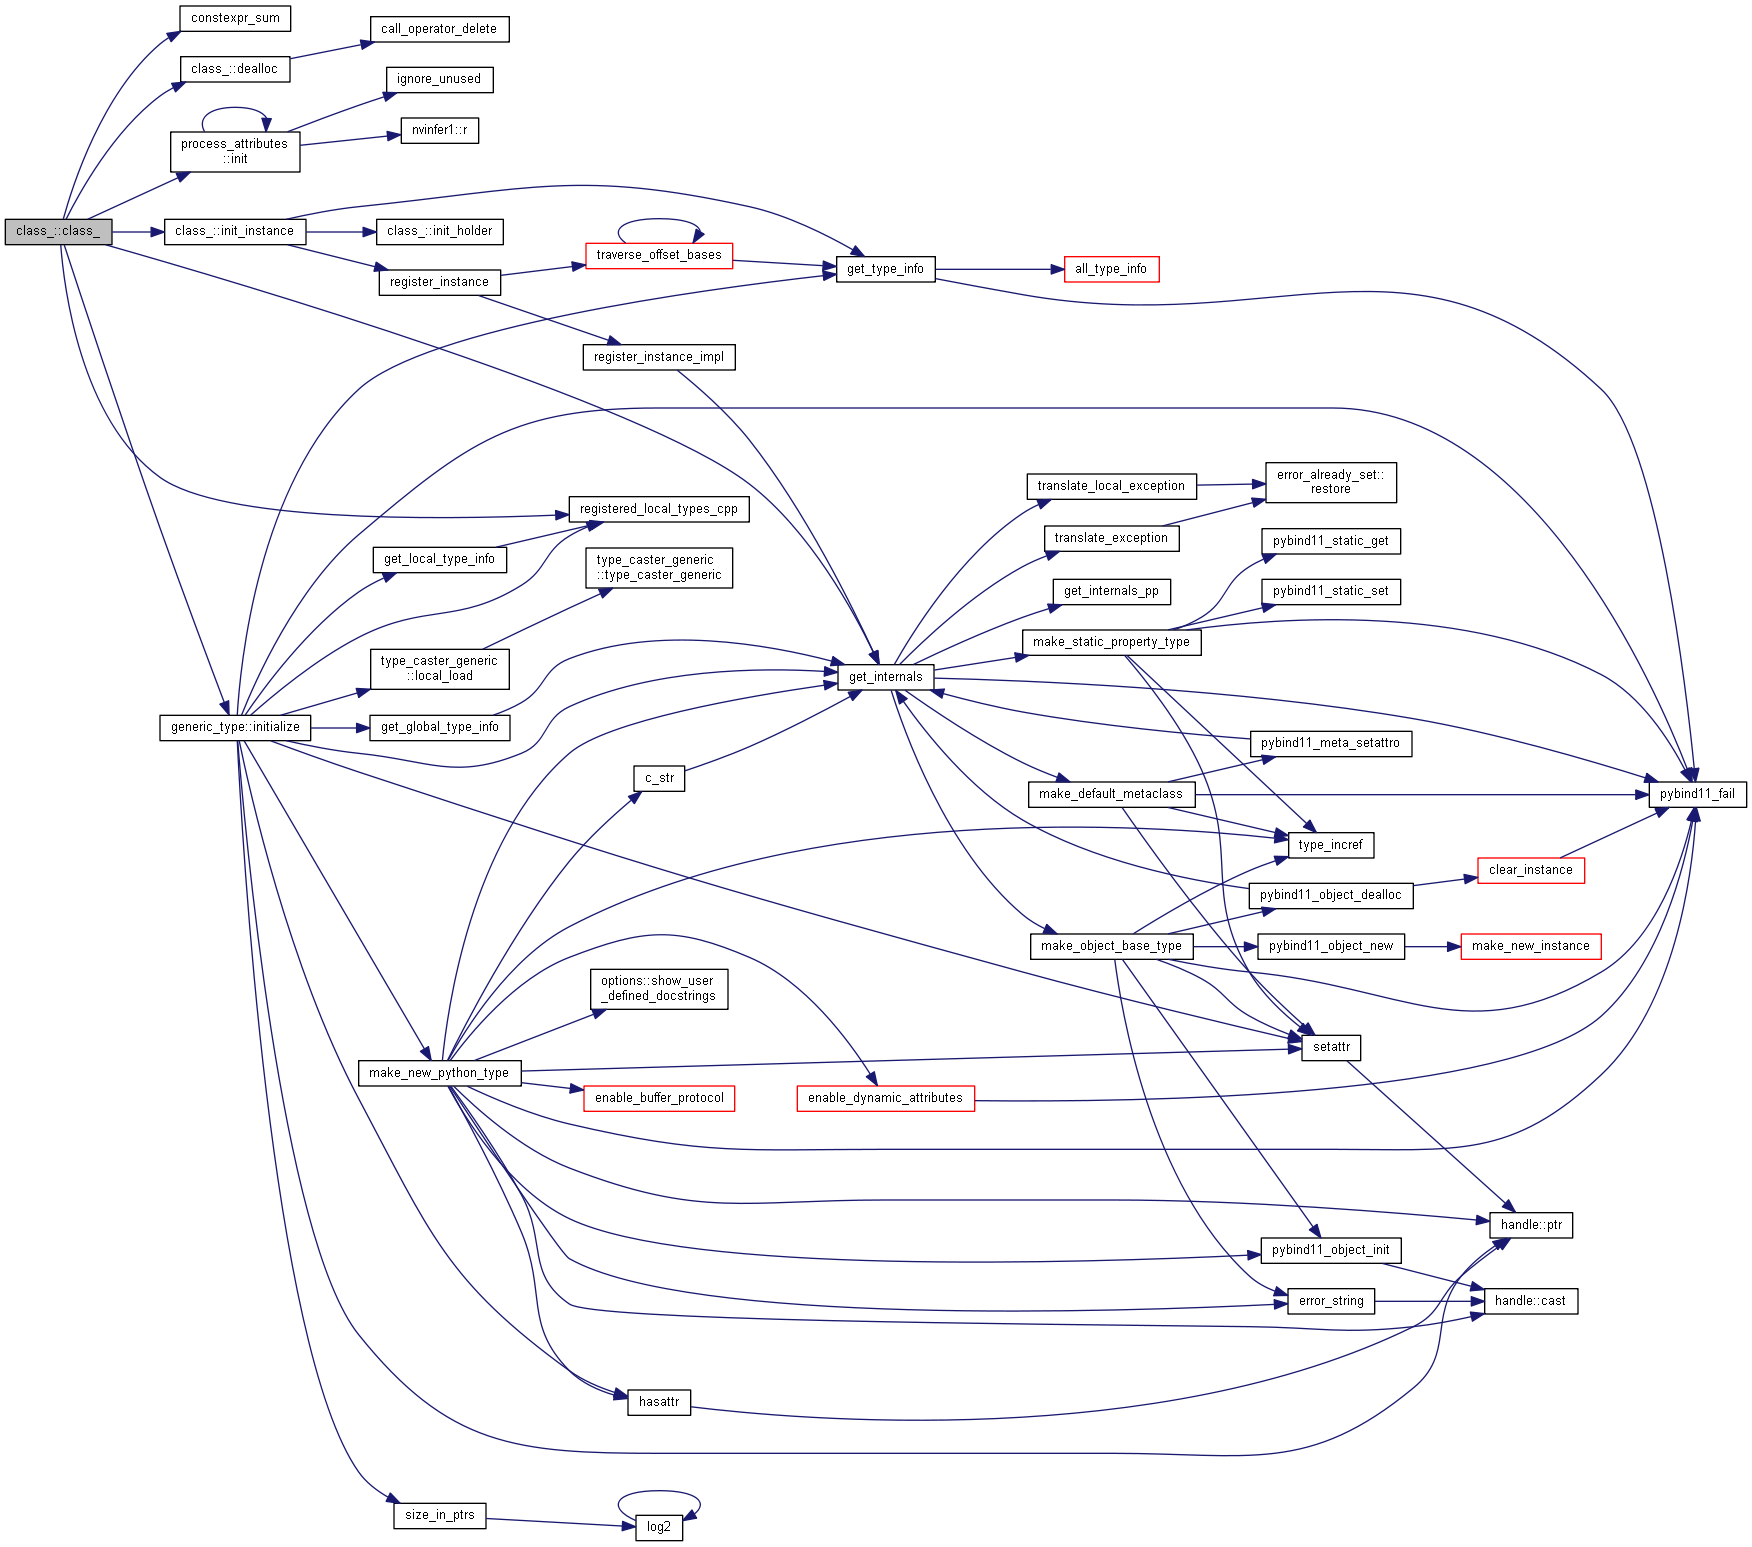 constexpr_sum
call_operator_delete
class_::dealloc
ignore_unused
nvinfer1::r
process_attributes
::init
class_::class_
class_::init_instance
class_::init_holder
traverse_offset_bases
get_type_info
all_type_info
register_instance
register_instance_impl
translate_local_exception
error_already_set::
restore
registered_local_types_cpp
translate_exception
pybind11_static_get
get_local_type_info
type_caster_generic
::type_caster_generic
get_internals_pp
pybind11_static_set
make_static_property_type
type_caster_generic
::local_load
get_internals
generic_type::initialize
get_global_type_info
pybind11_meta_setattro
c_str
make_default_metaclass
pybind11_fail
type_incref
clear_instance
pybind11_object_dealloc
make_object_base_type
pybind11_object_new
make_new_instance
options::show_user
_defined_docstrings
setattr
make_new_python_type
enable_buffer_protocol
enable_dynamic_attributes
handle::ptr
pybind11_object_init
error_string
handle::cast
hasattr
size_in_ptrs
log2